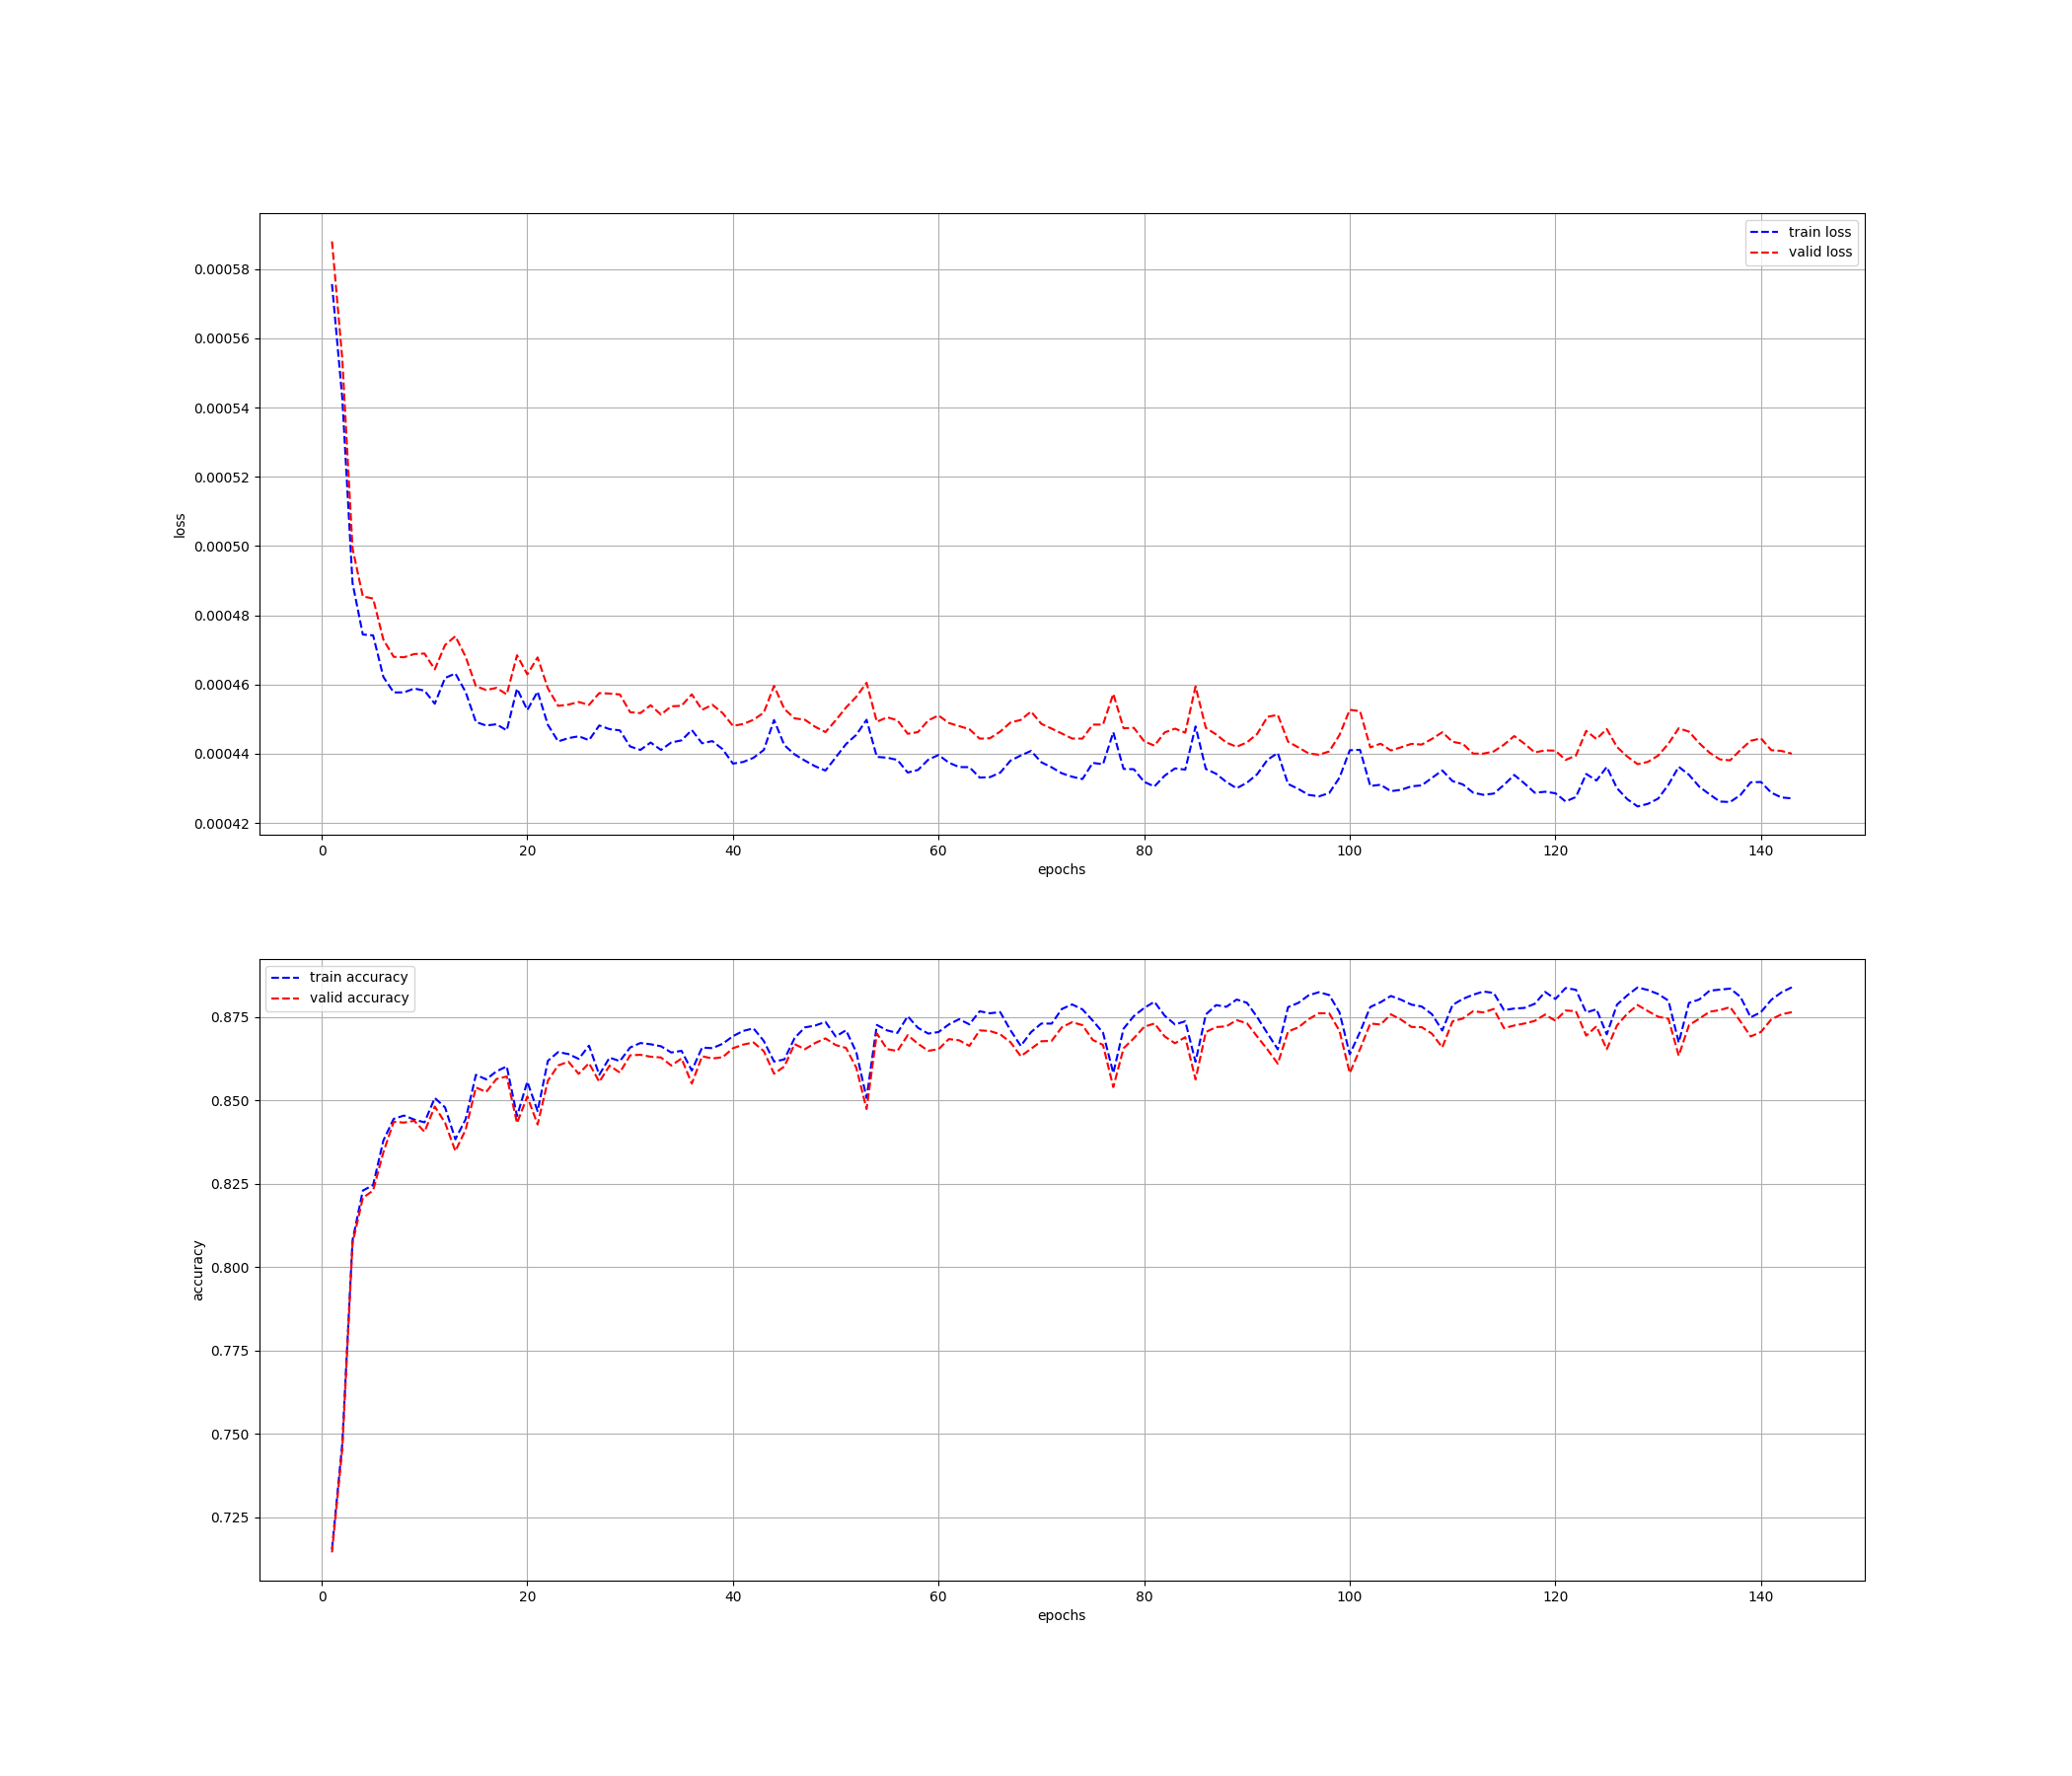 train loss
valid loss
0.00058
0.00056
0.00054
0.00052
0.00050
0.00048
0.00046
0.00044
0.00042
loss
0 20 40 60 80 100 120 140
epochs
train accuracy
valid accuracy
0.875
0.850
0.825
0.800
0.775
0.750
0.725
accuracy
0 20 40 60 80 100 120 140
epochs